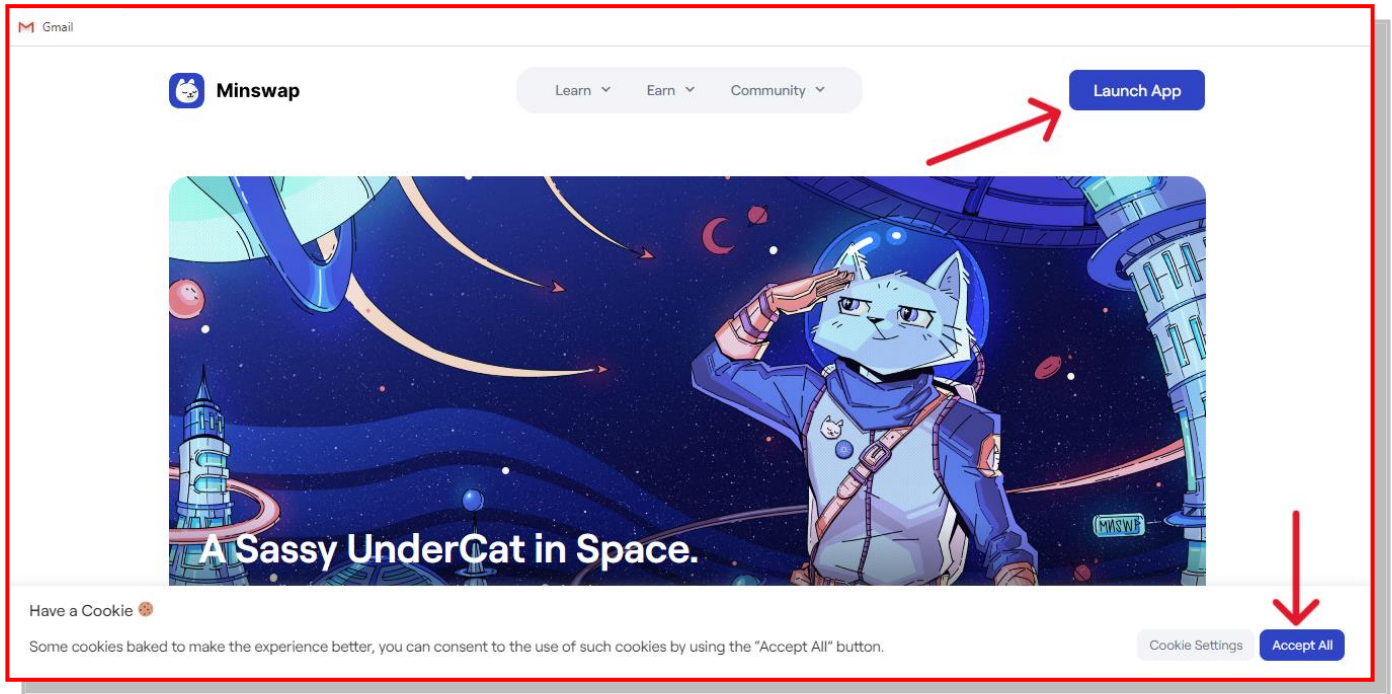 Gmail
Minswap
Learn Earn Community
Launch App
MИSWP
A Sassy UnderCat in Space.
Have a Cookie 🍪
Some cookies baked to make the experience better, you can consent to the use of such cookies by using the “Accept All” button.
Cookie Settings
Accept All